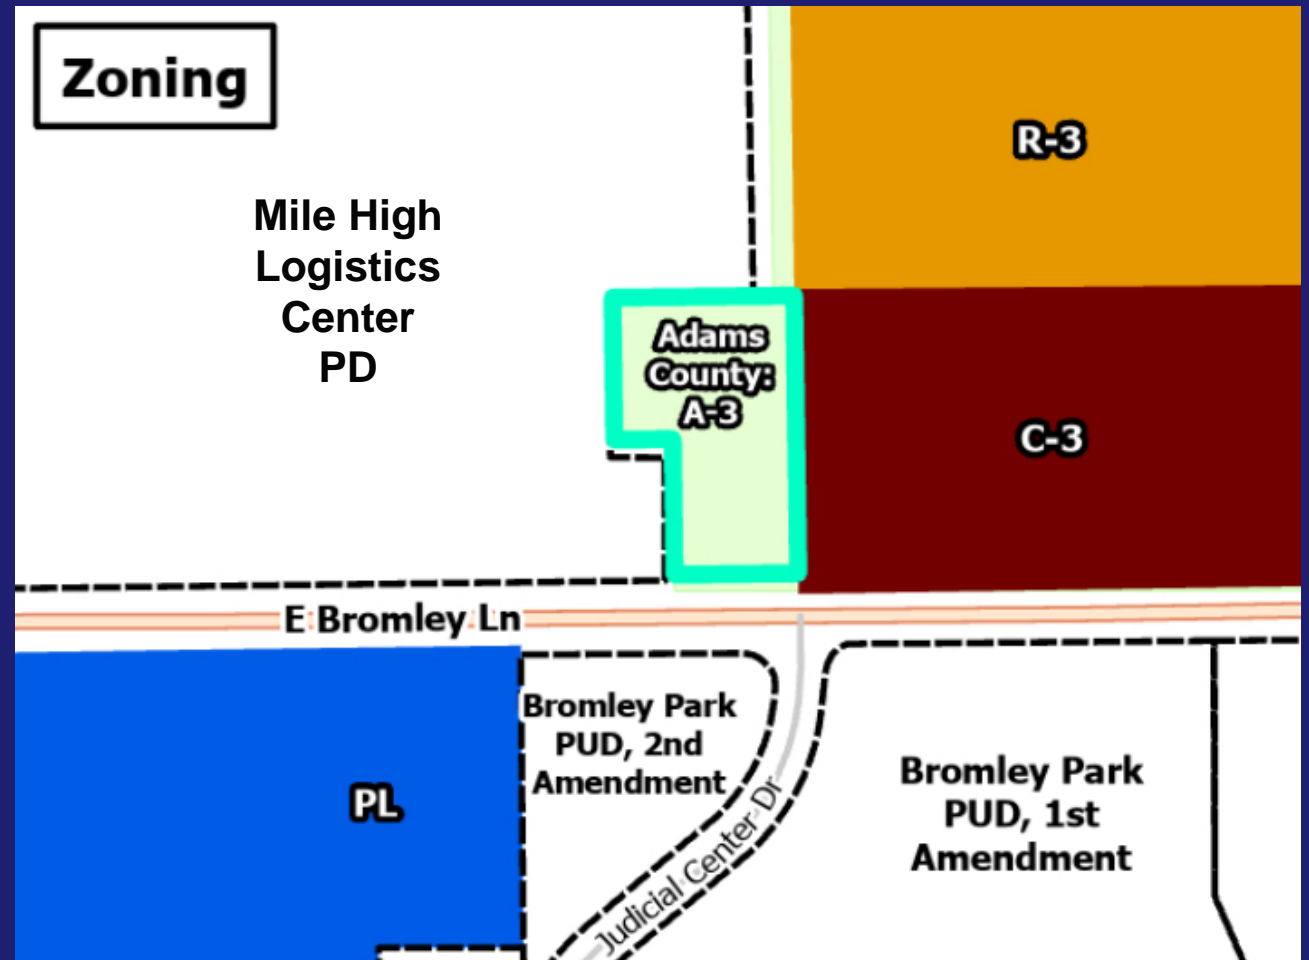 Zoning
R-3
Mile High
Logistics
Center
PD
Adams
County:
A-3
C-3
E Bromley Ln
Bromley Park
PUD, 2nd
Amendment
PL
Judicial Center Dr
Bromley Park
PUD, 1st
Amendment